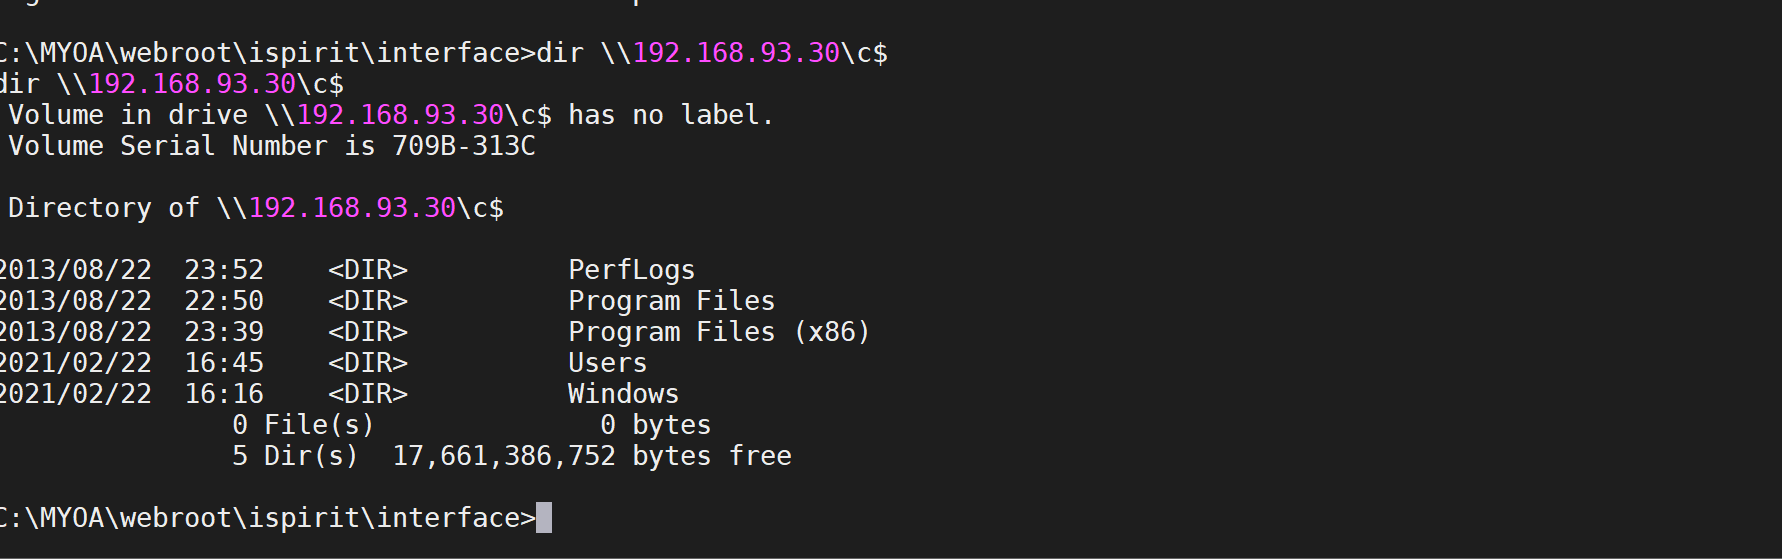 C:\MYOA\webroot\ispirit\interface>dir \\192.168.93.30\c$
dir \\192.168.93.30\c$
 Volume in drive \\192.168.93.30\c$ has no label.
 Volume Serial Number is 709B-313C

 Directory of \\192.168.93.30\c$

2013/08/22  23:52    <DIR>          PerfLogs
2013/08/22  22:50    <DIR>          Program Files
2013/08/22  23:39    <DIR>          Program Files (x86)
2021/02/22  16:45    <DIR>          Users
2021/02/22  16:16    <DIR>          Windows
               0 File(s)              0 bytes
               5 Dir(s)  17,661,386,752 bytes free

C:\MYOA\webroot\ispirit\interface>